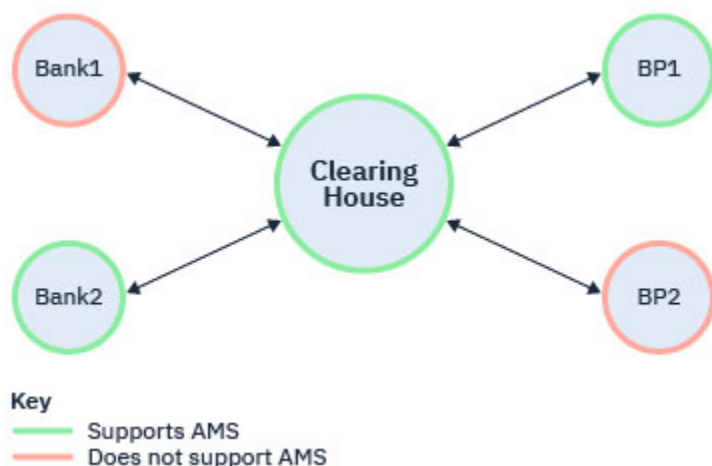 Bank1
BP1
Clearing
House
Bank2
BP2
Key
Supports AMS
Does not support AMS